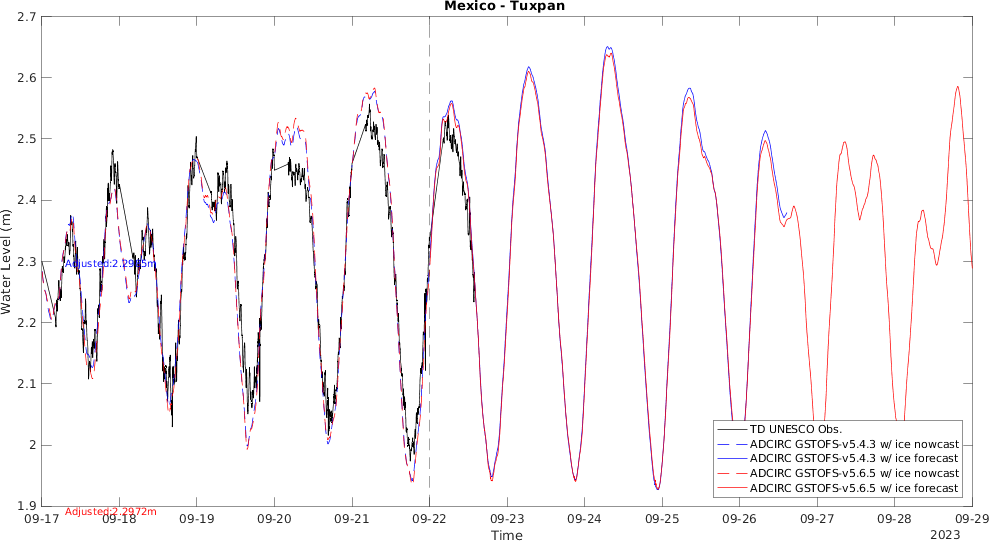 Mexico - Tuxpan
2.7
2.6
2.5
2.4
2.3
2.2
2.1
2
1.9
Water Level (m)
Adjusted:2.2945m
Adjusted:2.2972m
TD UNESCO Obs.
ADCIRC GSTOFS-v5.4.3 w/ ice nowcast
ADCIRC GSTOFS-v5.4.3 w/ ice forecast
ADCIRC GSTOFS-v5.6.5 w/ ice nowcast
ADCIRC GSTOFS-v5.6.5 w/ ice forecast
09-17 09-18 09-19 09-20 09-21 09-22 09-23 09-24 09-25 09-26 09-27 09-28 09-29
Time
2023